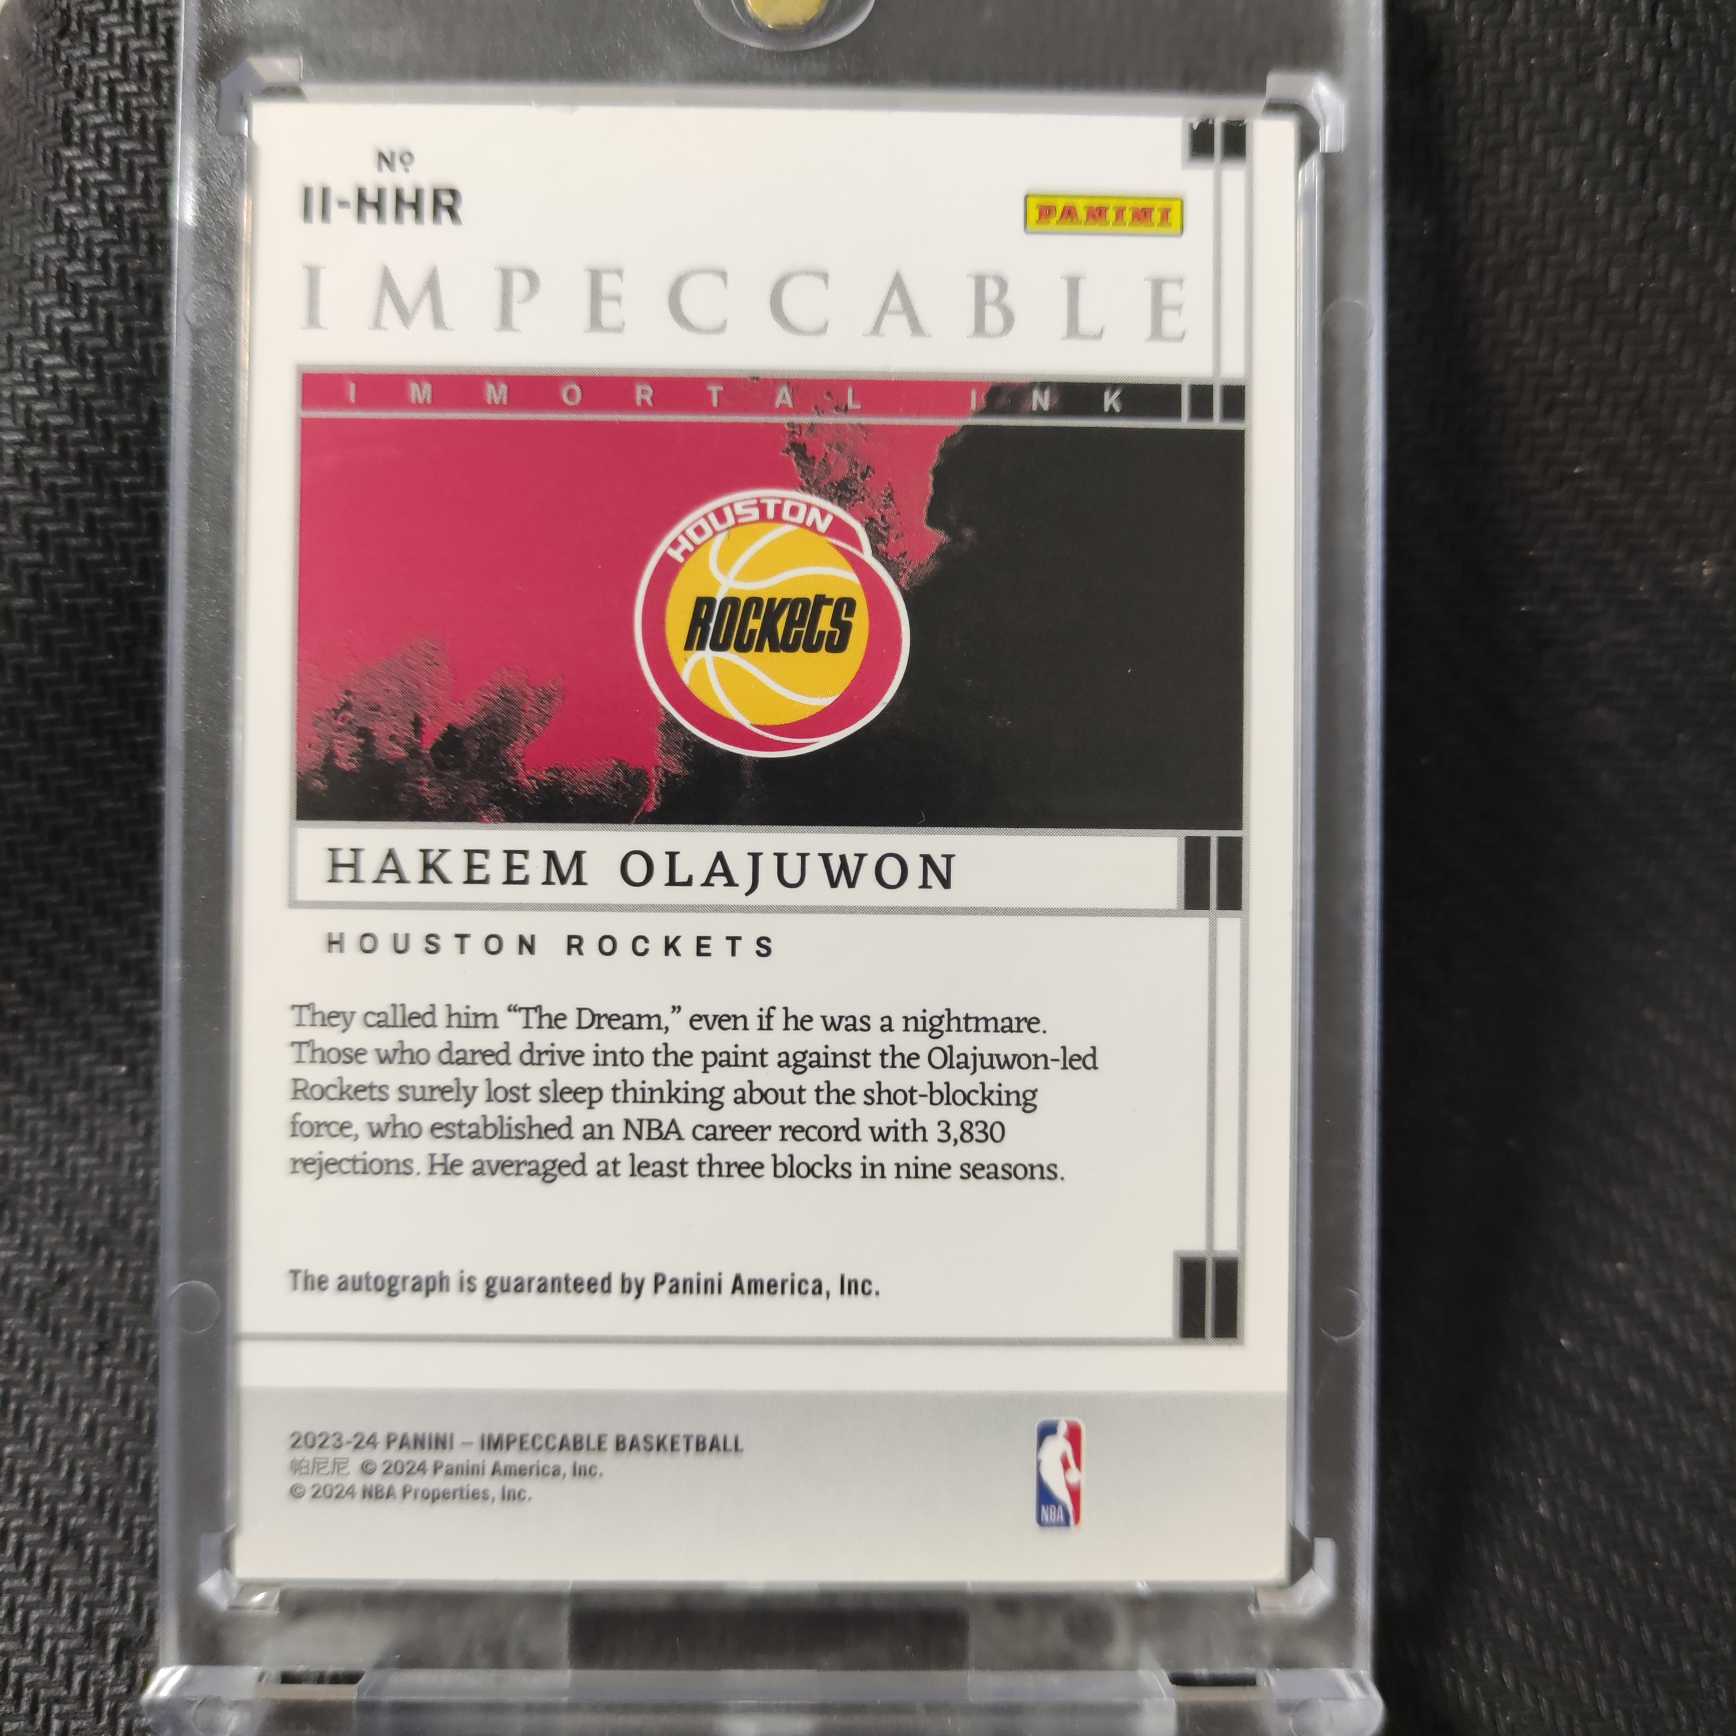 Nº
II-HHR
PANINI
IMPECCABLE
IMMORTAL INK
HOUSTON
ROCKETS
HAKEEM OLAJUWON
HOUSTON ROCKETS
They called him “The Dream,” even if he was a nightmare.
Those who dared drive into the paint against the Olajuwon-led
Rockets surely lost sleep thinking about the shot-blocking
force, who established an NBA career record with 3,830
rejections. He averaged at least three blocks in nine seasons.
The autograph is guaranteed by Panini America, Inc.
2023-24 PANINI – IMPECCABLE BASKETBALL
帕尼尼 © 2024 Panini America, Inc.
© 2024 NBA Properties, Inc.
NBA